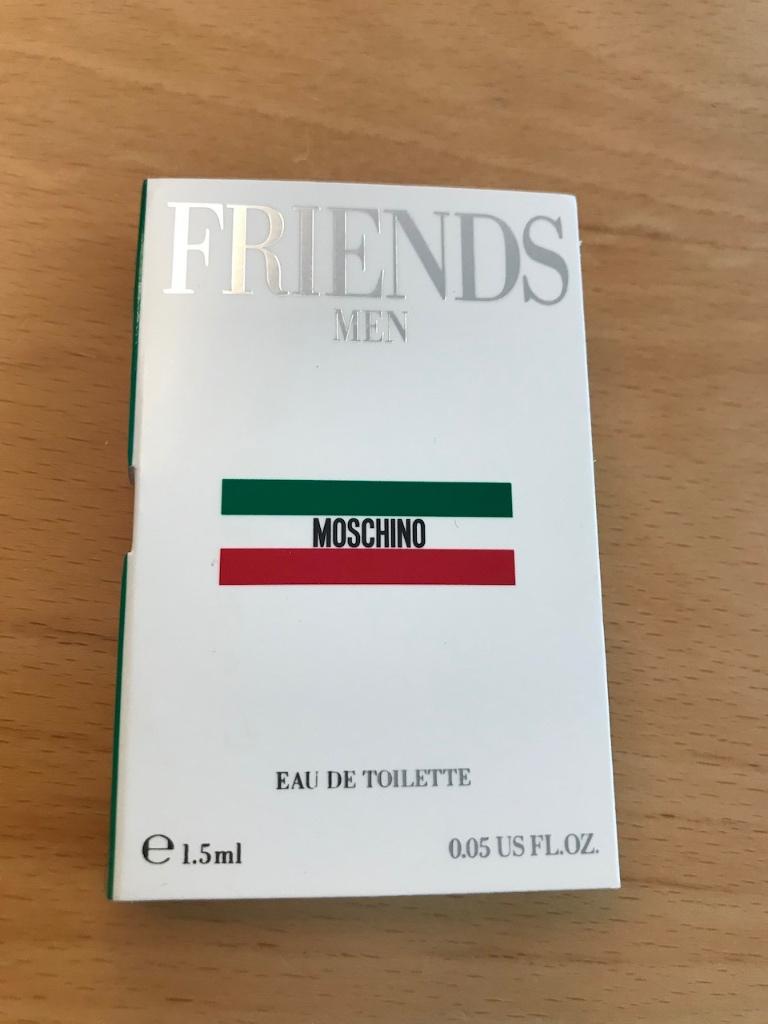 FRIENDS
MEN
MOSCHINO
EAU DE TOILETTE
℮ 1.5ml 0.05 US FL.OZ.